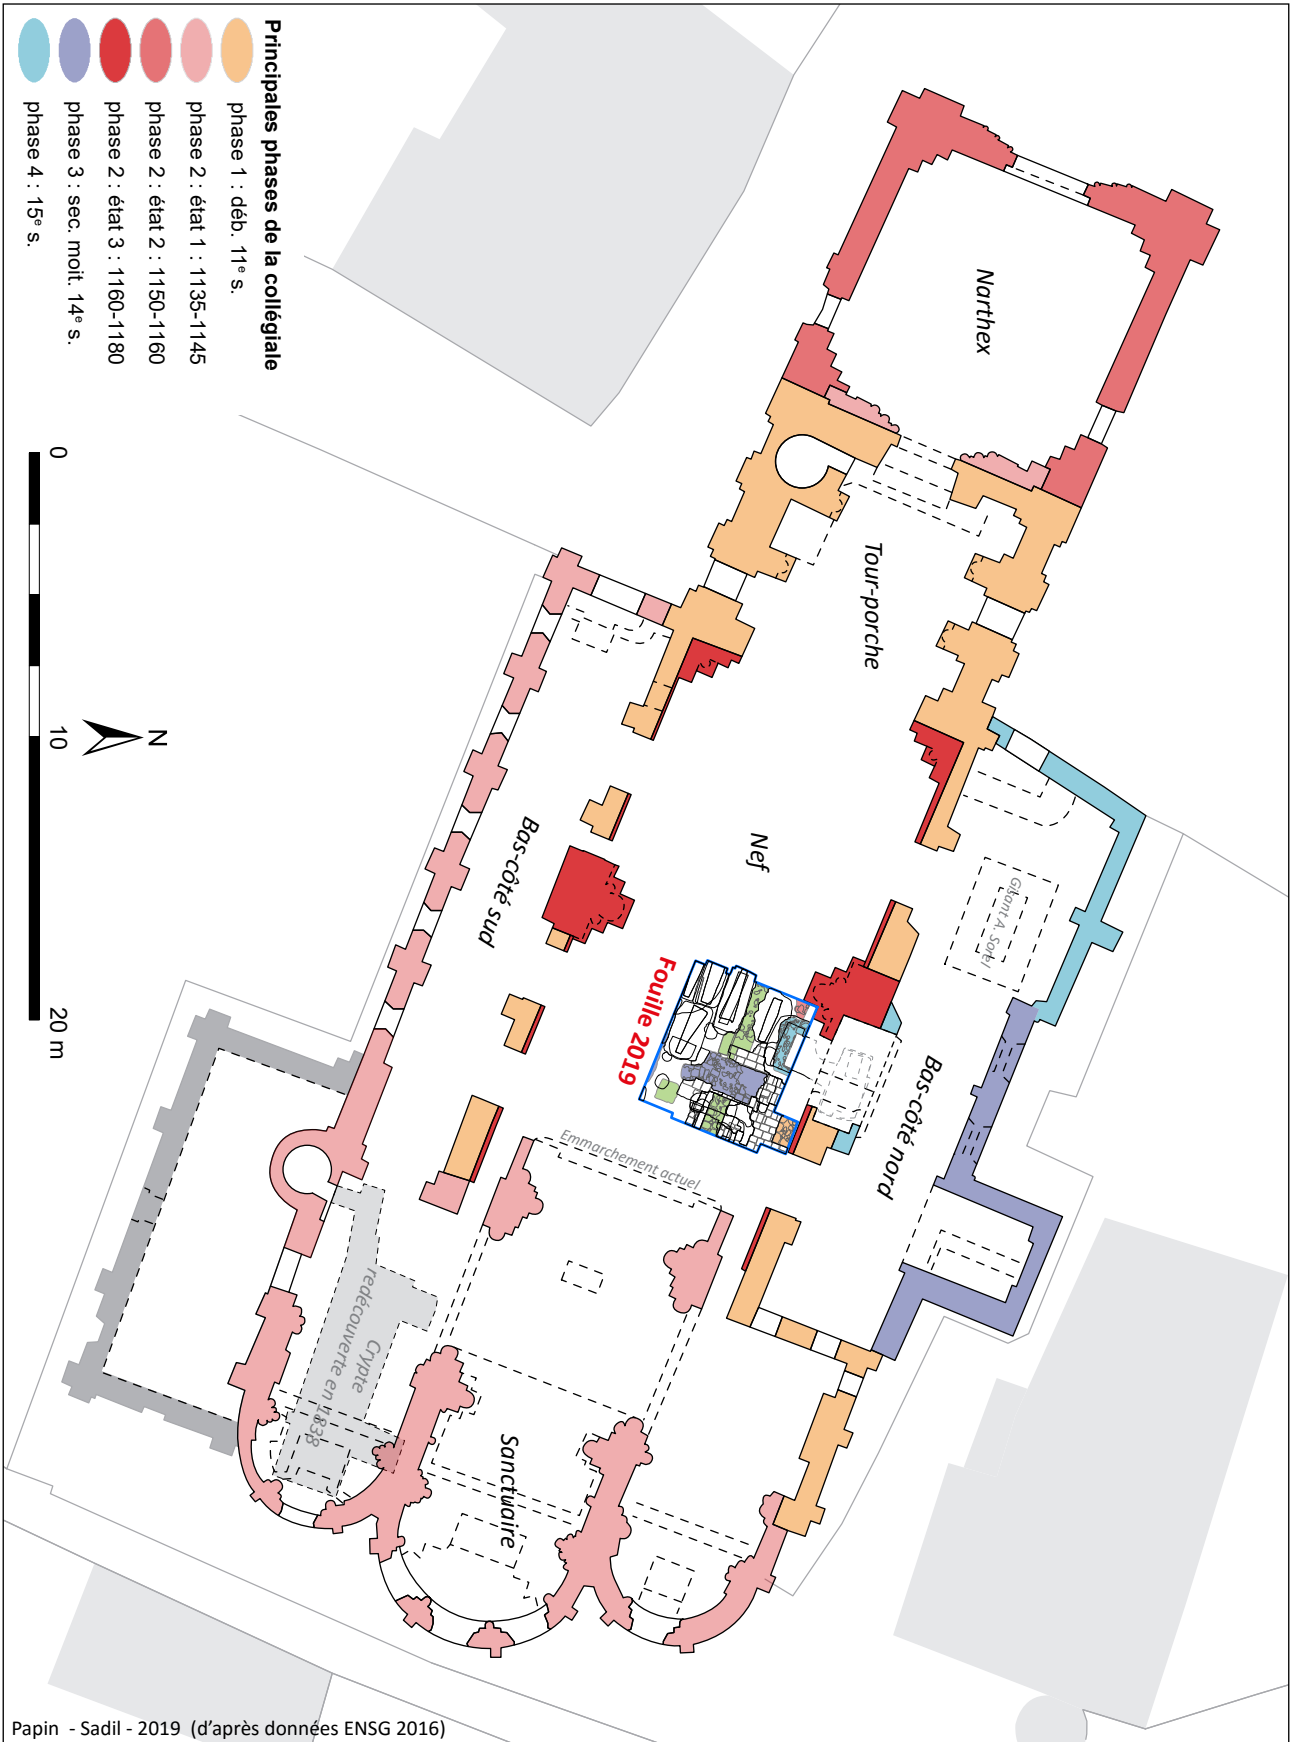 Principales phases de la collégiale
phase 1 : déb. 11e s.
phase 2 : état 1 : 1135-1145
phase 2 : état 2 : 1150-1160
phase 2 : état 3 : 1160-1180
phase 3 : sec. moit. 14e s.
phase 4 : 15e s.
0
10
20 m
N
Narthex
Tour-porche
Nef
Bas-côté sud
Bas-côté nord
Gisant A. Sorel
Fouille 2019
Emmarchement actuel
Sanctuaire
Crypte
redécouverte en 1838
Papin - Sadil - 2019 (d'après données ENSG 2016)